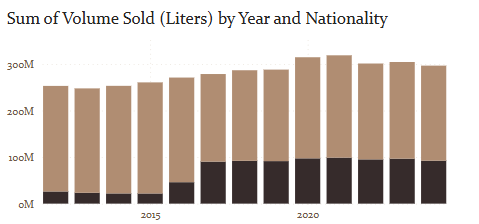 Sum of Volume Sold (Liters) by Year and Nationality
300M
200M
100M
0M
2015
2020